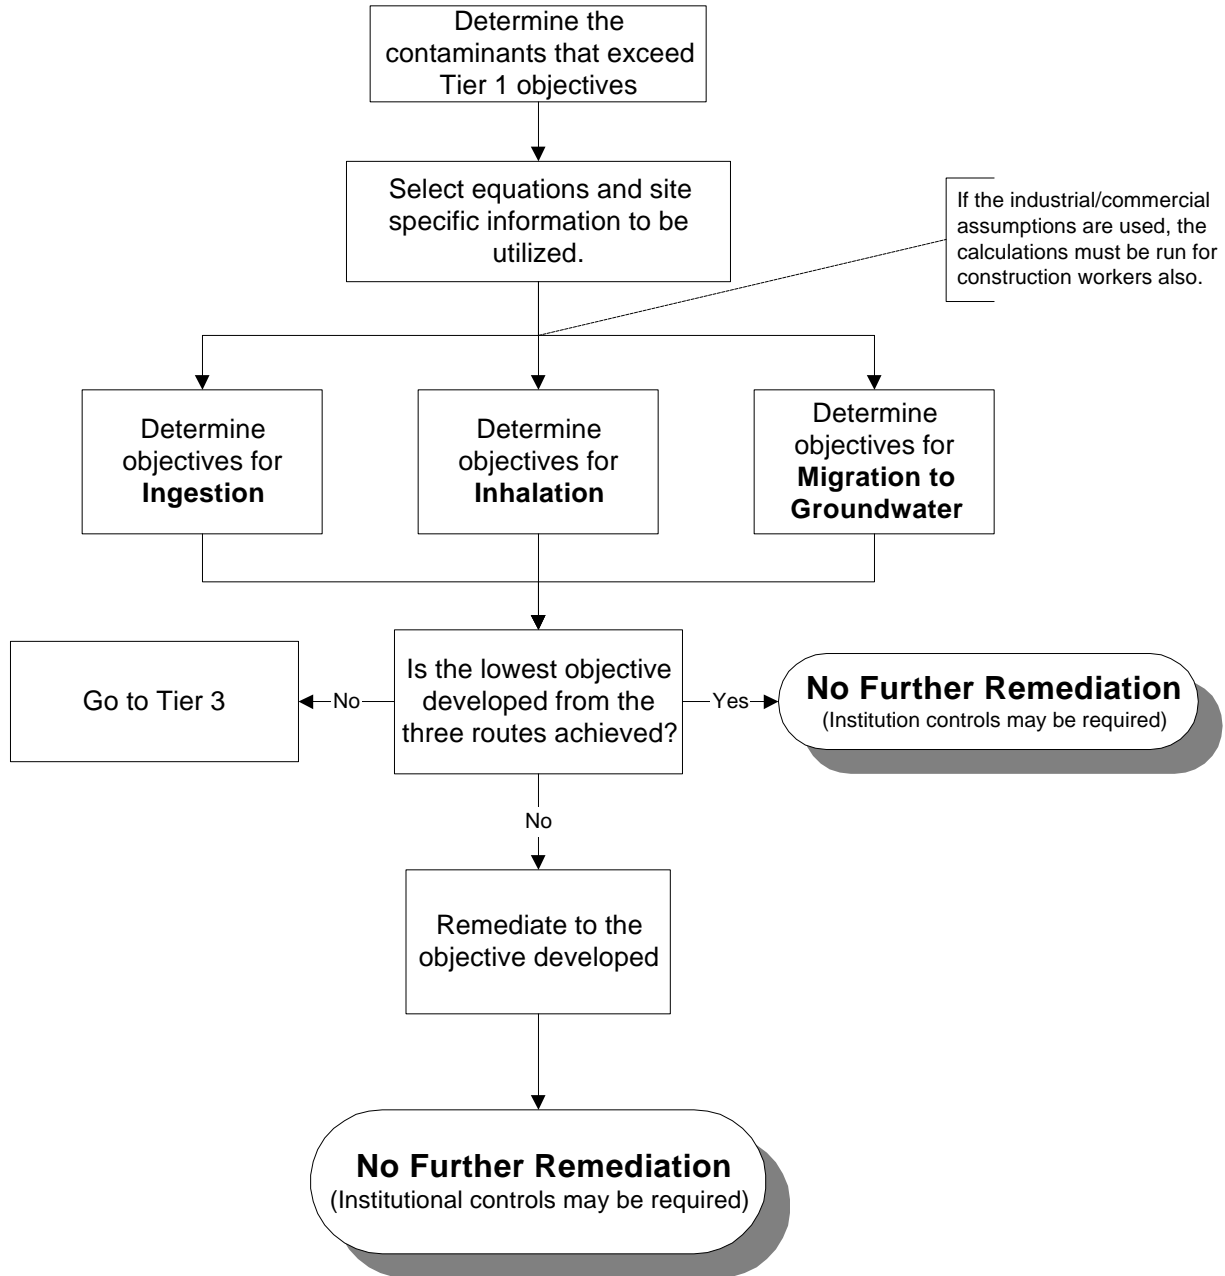 Determine the
contaminants that exceed
Tier 1 objectives
Select equations and site
specific information to be
utilized.
If the industrial/commercial
assumptions are used, the
calculations must be run for
construction workers also.
Determine
objectives for
Ingestion
Determine
objectives for
Inhalation
Determine
objectives for
Migration to
Groundwater
Go to Tier 3
No
Is the lowest objective
developed from the
three routes achieved?
Yes
No Further Remediation
(Institution controls may be required)
No
Remediate to the
objective developed
No Further Remediation
(Institutional controls may be required)